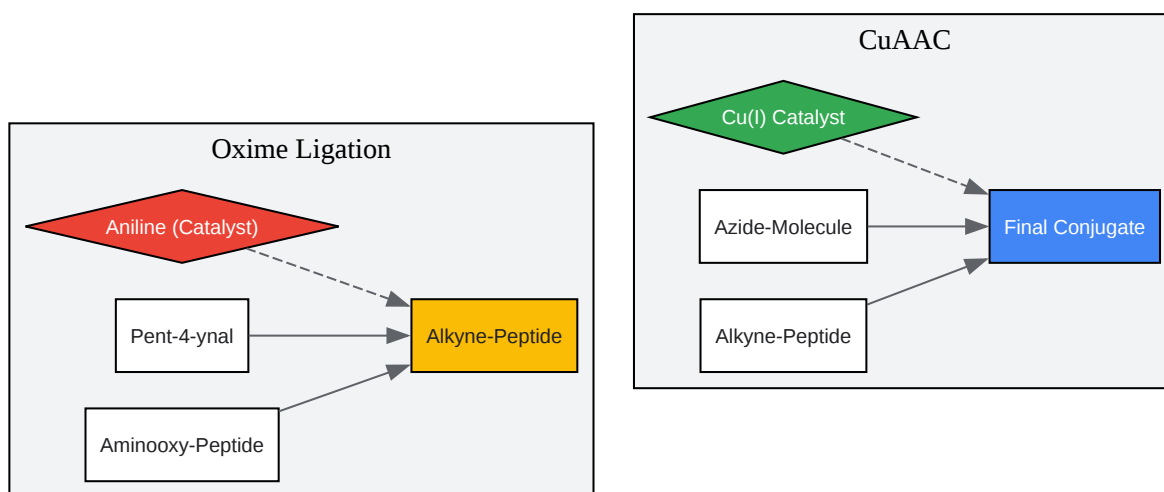 Oxime Ligation
Aniline (Catalyst)
Pent-4-ynal
Alkyne-Peptide
Aminooxy-Peptide
CuAAC
Cu(I) Catalyst
Azide-Molecule
Final Conjugate
Alkyne-Peptide